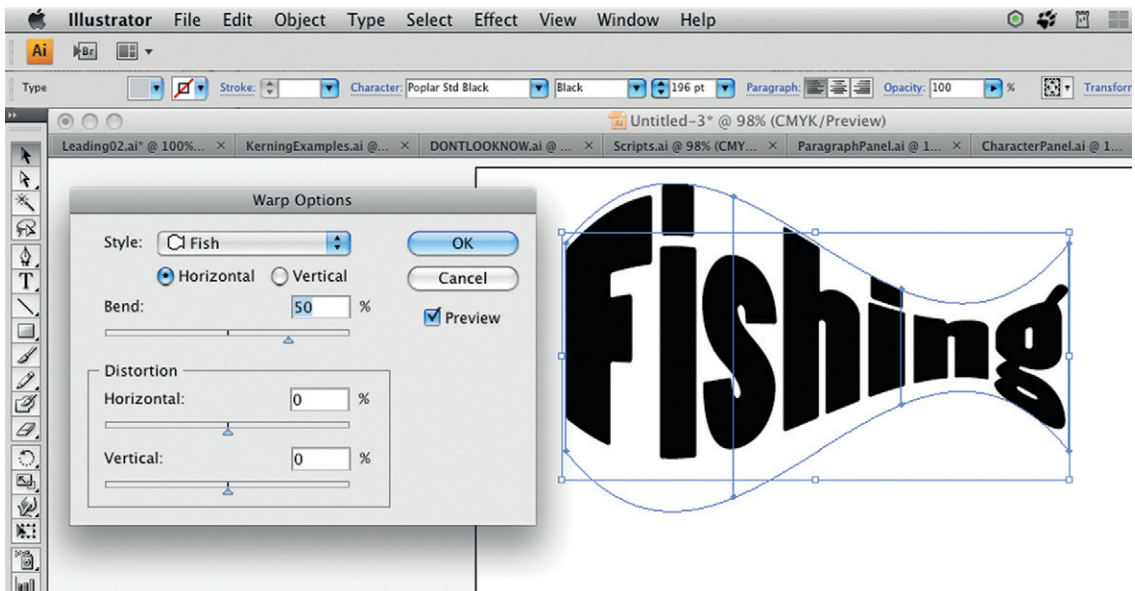 Illustrator File Edit Object Type Select Effect View Window Help
Ai Br
Type Stroke: Character: Poplar Std Black Black 196 pt Paragraph: Opacity: 100 % Transform
Untitled-3* @ 98% (CMYK/Preview)
Leading02.ai* @ 100%... × KerningExamples.ai @... × DONTLOOKNOW.ai @ ... × Scripts.ai @ 98% (CMY... × ParagraphPanel.ai @ 1... × CharacterPanel.ai @ 1...
Warp Options
Style: Fish
Horizontal Vertical
Bend: 50 %
OK
Cancel
Preview
Distortion
Horizontal: 0 %
Vertical: 0 %
Fishing